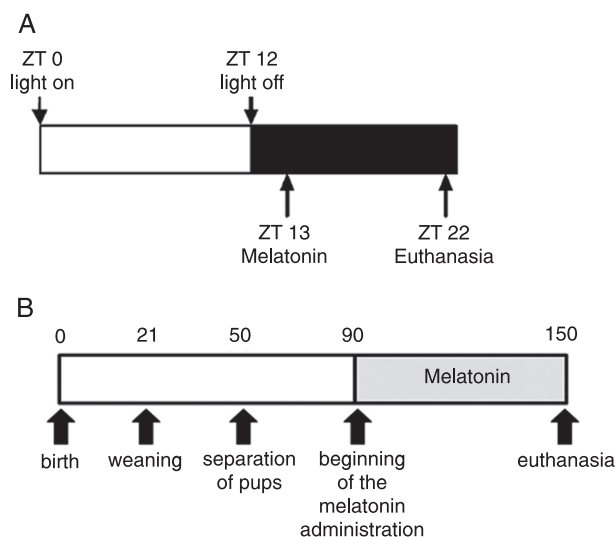 A
ZT 0
light on
ZT 12
light off
ZT 13
Melatonin
ZT 22
Euthanasia
B
0 21 50 90 150
Melatonin
birth
weaning
separation
of pups
beginning
of the
melatonin
administration
euthanasia